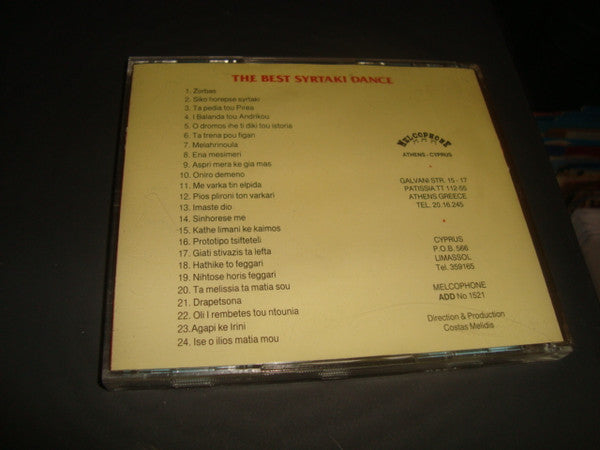 THE BEST SYRTAKI DANCE
1. Zorbas
2. Siko horepse syrtaki
3. Ta pedia tou Pirea
4. I Balanda tou Andrikou
5. O dromos ihe ti diki tou istoria
6. Ta trena pou figan
7. Melahrinoula
8. Ena mesimeri
9. Aspri mera ke gia mas
10. Oniro demeno
11. Me varka tin elpida
12. Pios plironi ton varkari
13. Imaste dio
14. Sinhorese me
15. Kathe limani ke kaimos
16. Prototipo tsifteteli
17. Giati stivazis ta lefta
18. Hathike to feggari
19. Nihtose horis feggari
20. Ta melissia ta matia sou
21. Drapetsona
22. Oli I rembetes tou ntounia
23. Agapi ke Irini
24. Ise o ilios matia mou
MELCOPHONE
ATHENS - CYPRUS
GALVANI STR. 15 - 17
PATISSIA TT 112-55
ATHENS GREECE
TEL. 20.16.245
CYPRUS
P.O.B. 566
LIMASSOL
Tel. 359165
MELCOPHONE
ADD No 1521
Direction & Production
Costas Melidis